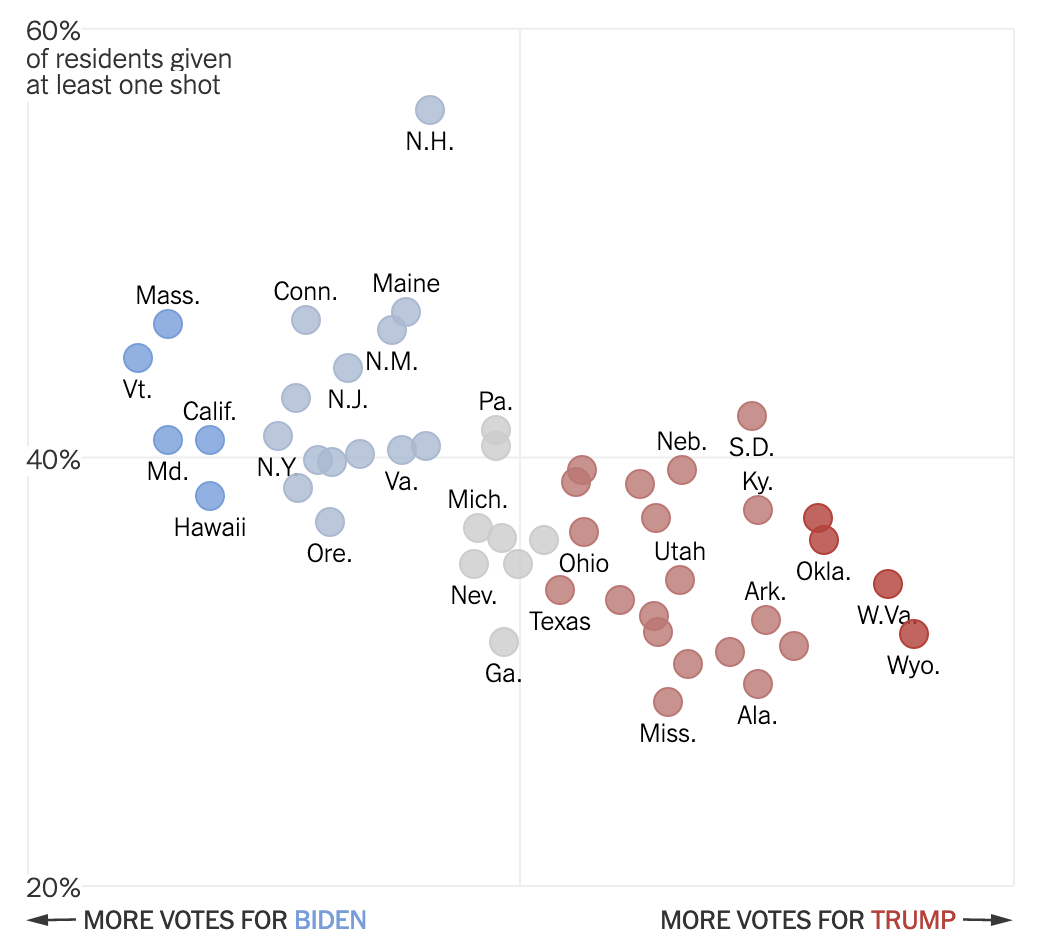 60%
of residents given
at least one shot
N.H.
Maine
Conn.
Mass.
N.M.
Vt.
N.J.
Calif.
Pa.
Neb.
S.D.
40%
Md.
N.Y.
Va.
Ky.
Mich.
Hawaii
Ore.
Utah
Ohio
Okla.
Nev.
Ark.
Texas
W.Va.
Ga.
Wyo.
Ala.
Miss.
20%
MORE VOTES FOR BIDEN
MORE VOTES FOR TRUMP